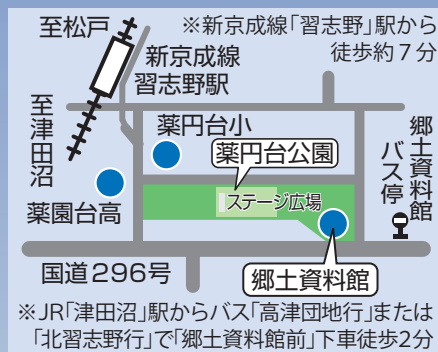 至松戸
※新京成線「習志野」駅から
徒歩約7分
新京成線
習志野駅
至津田沼
薬円台小
薬円台公園
郷土資料館
バス停
ステージ広場
薬園台高
国道296号
郷土資料館
※JR「津田沼」駅からバス「高津団地行」または
「北習志野行」で「郷土資料館前」下車徒歩2分